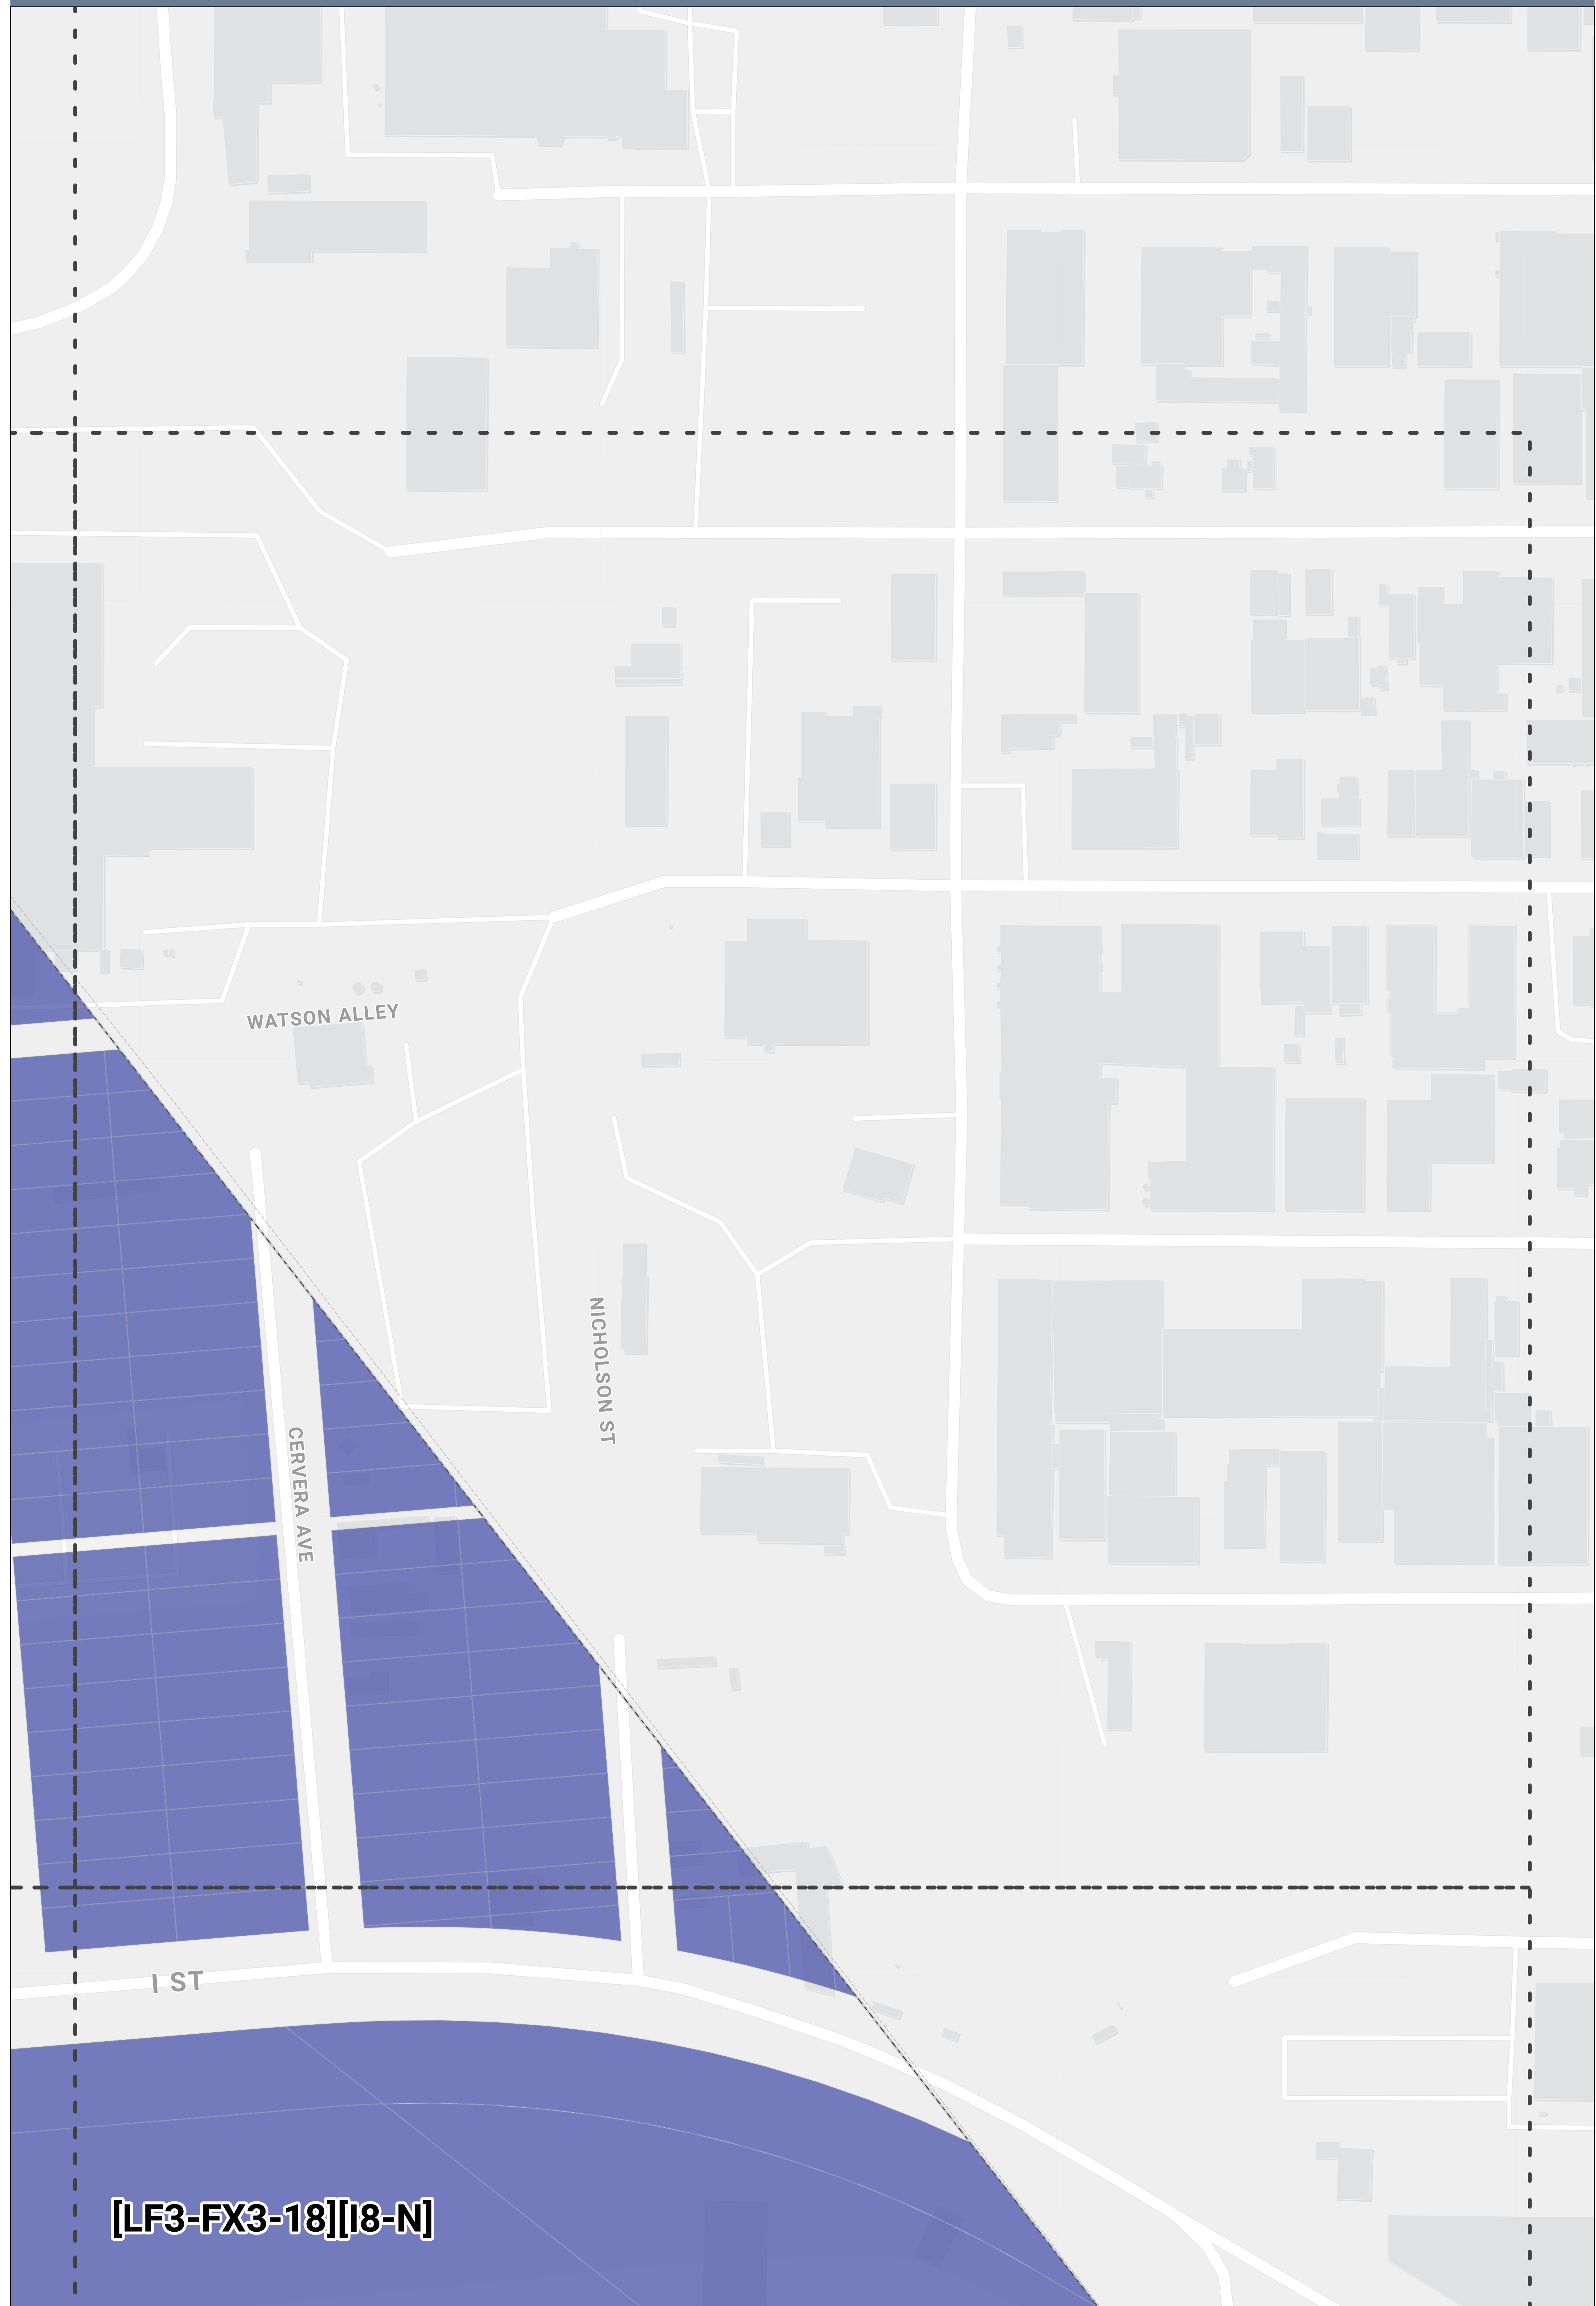 WATSON ALLEY
NICHOLSON ST
CERVERA AVE
I ST
[LF3-FX3-18][I8-N]